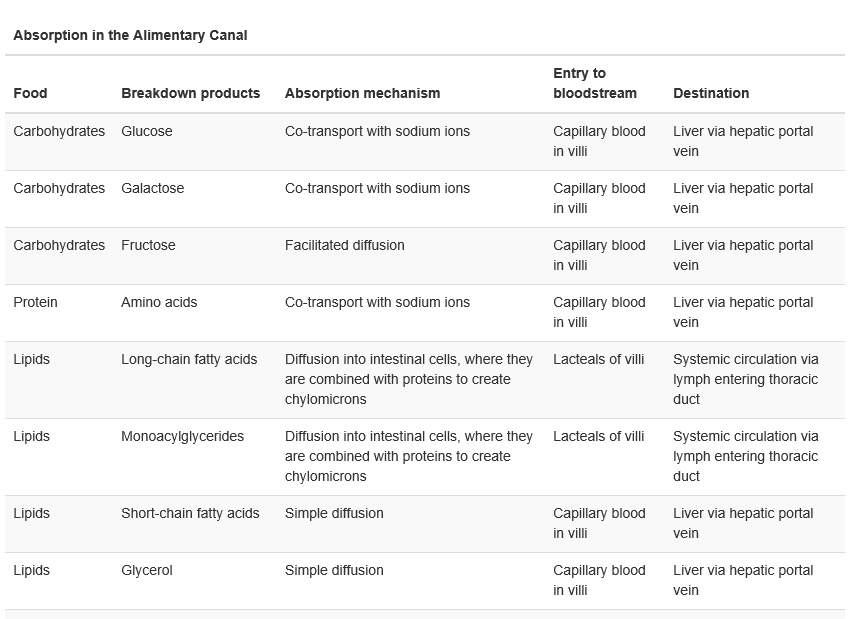 Absorption in the Alimentary Canal
Food Breakdown products Absorption mechanism Entry to bloodstream Destination
Carbohydrates Glucose Co-transport with sodium ions Capillary blood in villi Liver via hepatic portal vein
Carbohydrates Galactose Co-transport with sodium ions Capillary blood in villi Liver via hepatic portal vein
Carbohydrates Fructose Facilitated diffusion Capillary blood in villi Liver via hepatic portal vein
Protein Amino acids Co-transport with sodium ions Capillary blood in villi Liver via hepatic portal vein
Lipids Long-chain fatty acids Diffusion into intestinal cells, where they are combined with proteins to create chylomicrons Lacteals of villi Systemic circulation via lymph entering thoracic duct
Lipids Monoacylglycerides Diffusion into intestinal cells, where they are combined with proteins to create chylomicrons Lacteals of villi Systemic circulation via lymph entering thoracic duct
Lipids Short-chain fatty acids Simple diffusion Capillary blood in villi Liver via hepatic portal vein
Lipids Glycerol Simple diffusion Capillary blood in villi Liver via hepatic portal vein